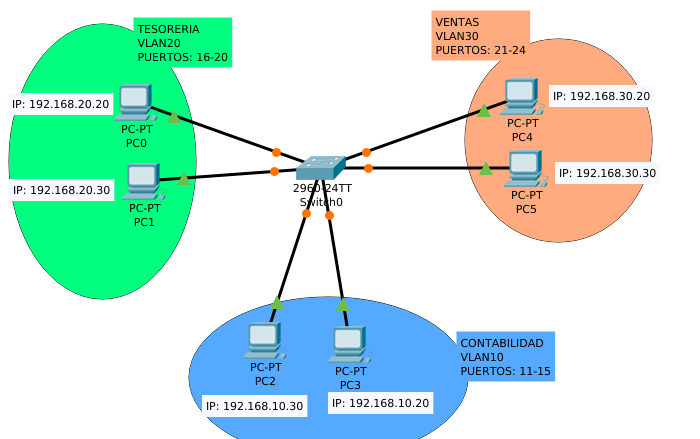 TESORERIA
VLAN20
PUERTOS: 16-20
IP: 192.168.20.20
PC-PT
PC0
IP: 192.168.20.30
PC-PT
PC1
2960-24TT
Switch0
VENTAS
VLAN30
PUERTOS: 21-24
IP: 192.168.30.20
PC-PT
PC4
IP: 192.168.30.30
PC-PT
PC5
CONTABILIDAD
VLAN10
PUERTOS: 11-15
PC-PT
PC2
IP: 192.168.10.30
PC-PT
PC3
IP: 192.168.10.20